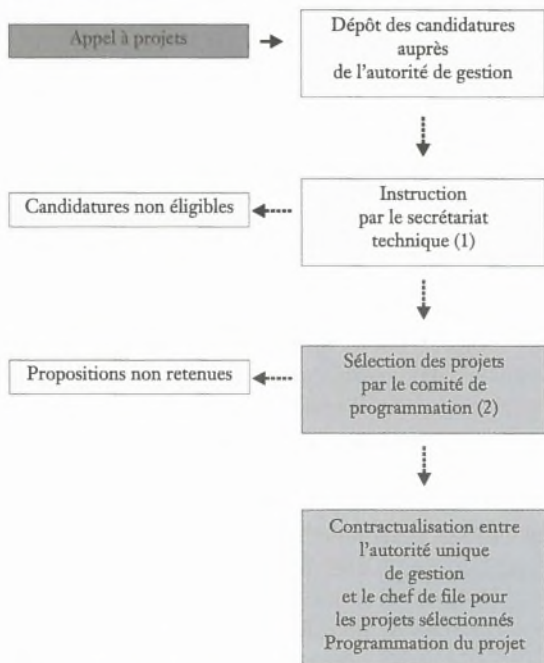 Appel à projets
Dépôt des candidatures
auprès
de l'autorité de gestion
Candidatures non éligibles
Instruction
par le secrétariat
technique (1)
Propositions non retenues
Sélection des projets
par le comité de
programmation (2)
Contractualisation entre
l'autorité unique
de gestion
et le chef de file pour
les projets sélectionnés
Programmation du projet